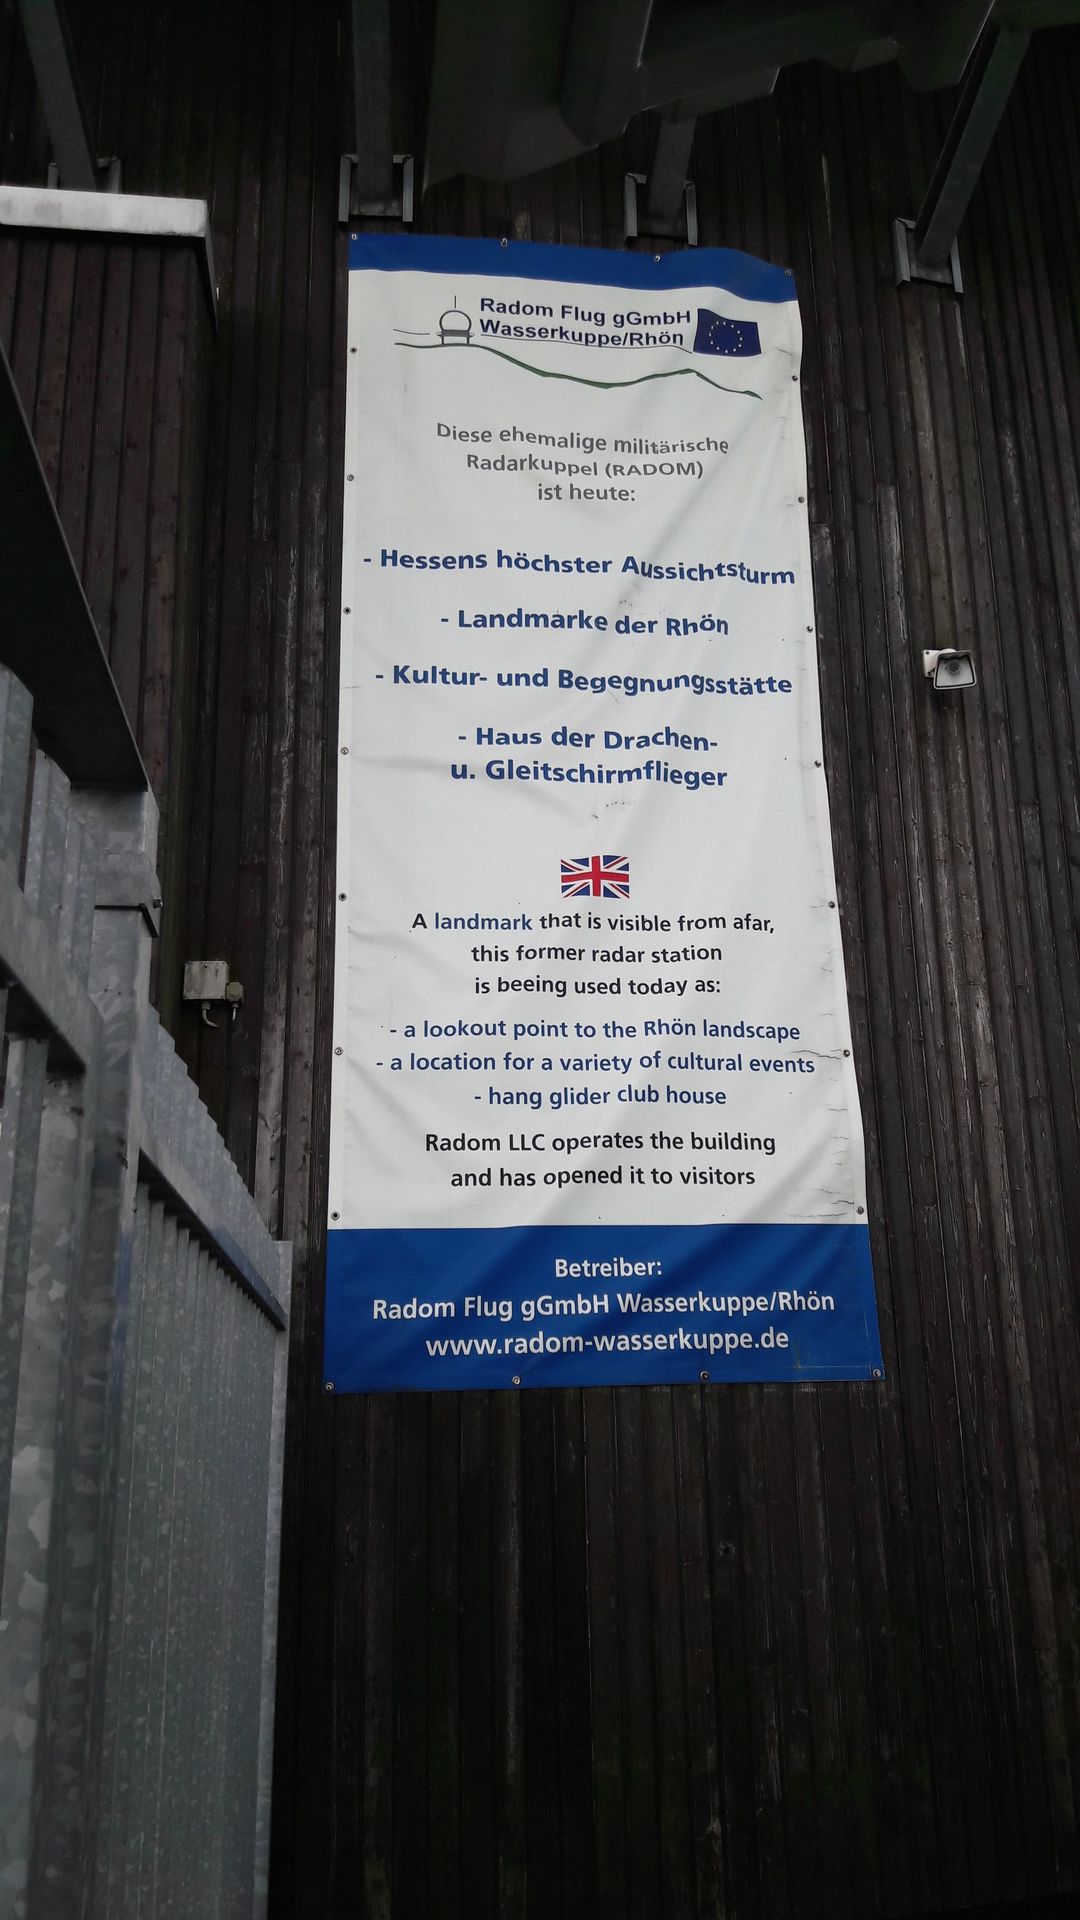 Radom Flug gGmbH
Wasserkuppe/Rhön
Diese ehemalige militärische
Radarkuppel (RADOM)
ist heute:
- Hessens höchster Aussichtsturm
- Landmarke der Rhön
- Kultur- und Begegnungsstätte
- Haus der Drachen-
u. Gleitschirmflieger
A landmark that is visible from afar,
this former radar station
is beeing used today as:
- a lookout point to the Rhön landscape
- a location for a variety of cultural events
- hang glider club house
Radom LLC operates the building
and has opened it to visitors
Betreiber:
Radom Flug gGmbH Wasserkuppe/Rhön
www.radom-wasserkuppe.de